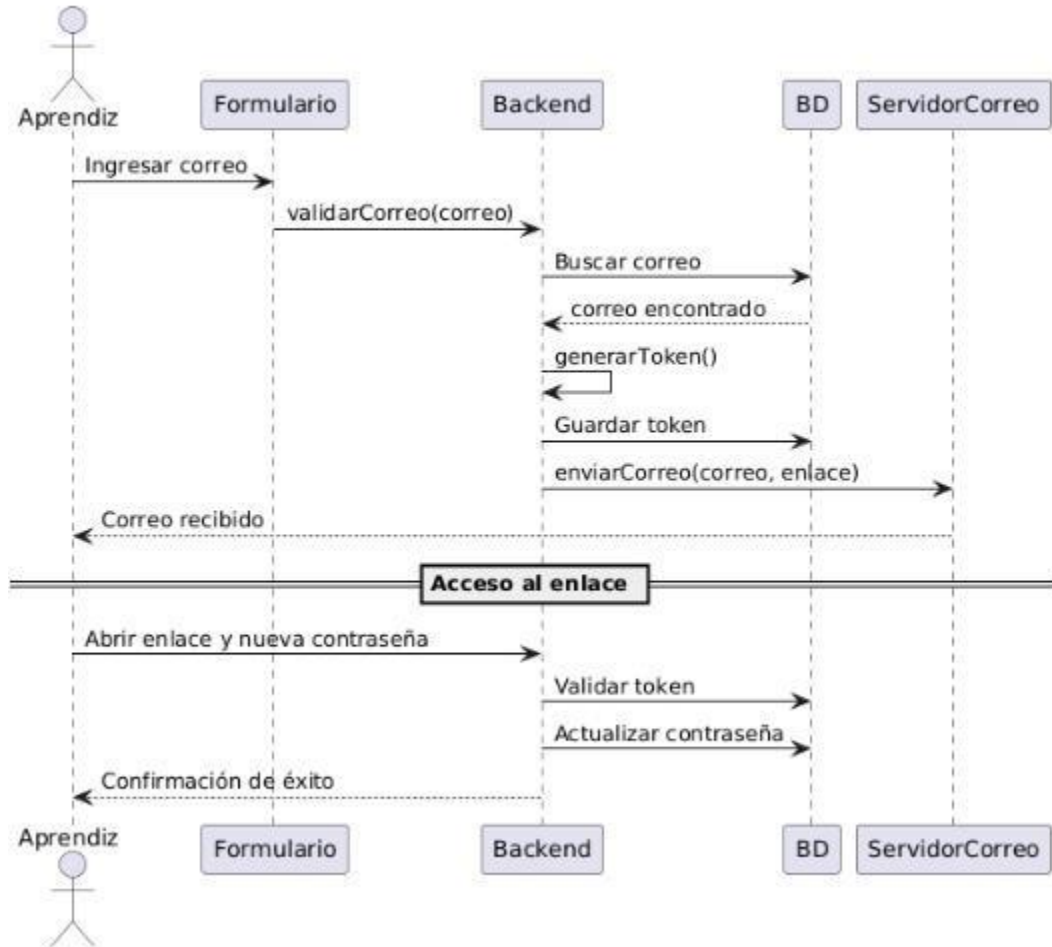 Aprendiz
Formulario
Backend
BD
ServidorCorreo
Ingresar correo
validarCorreo(correo)
Buscar correo
correo encontrado
generarToken()
Guardar token
enviarCorreo(correo, enlace)
Correo recibido
Acceso al enlace
Abrir enlace y nueva contraseña
Validar token
Actualizar contraseña
Confirmación de éxito
Aprendiz
Formulario
Backend
BD
ServidorCorreo